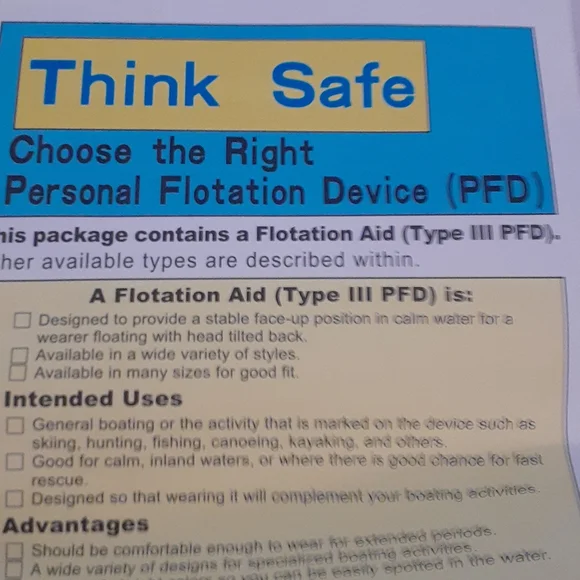 Think Safe
Choose the Right
Personal Flotation Device (PFD)
his package contains a Flotation Aid (Type III PFD).
her available types are described within.
A Flotation Aid (Type III PFD) is:
Designed to provide a stable face-up position in calm water for a
wearer floating with head tilted back.
Available in a wide variety of styles.
Available in many sizes for good fit.
Intended Uses
General boating or the activity that is marked on the device such as
skiing, hunting, fishing, canoeing, kayaking, and others.
Good for calm, inland waters, or where there is good chance for fast
rescue.
Designed so that wearing it will complement your boating activities.
Advantages
Should be comfortable enough to wear for extended periods.
A wide variety of designs for specialized boating activities.
so you can be easily spotted in the water.